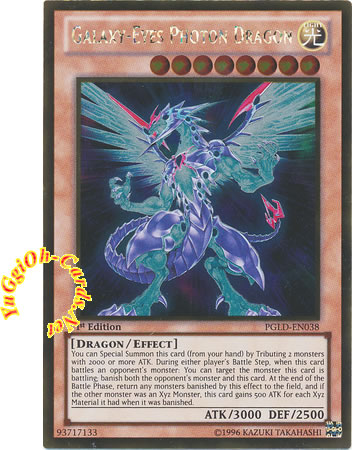 Galaxy-Eyes Photon Dragon
光
YuGgiOh-Cards.Net
1st Edition
PGLD-EN038
[DRAGON/EFFECT]
You can Special Summon this card (from your hand) by Tributing 2 monsters
with 2000 or more ATK. During either player's Battle Step, when this card
battles an opponent's monster: You can target the monster this card is
battling; banish both the opponent's monster and this card. At the end of the
Battle Phase, return any monsters banished by this effect to the field, and if
the other monster was an Xyz Monster, this card gains 500 ATK for each Xyz
Material it had when it was banished.
ATK/3000 DEF/2500
93717133
©1996 KAZUKI TAKAHASHI